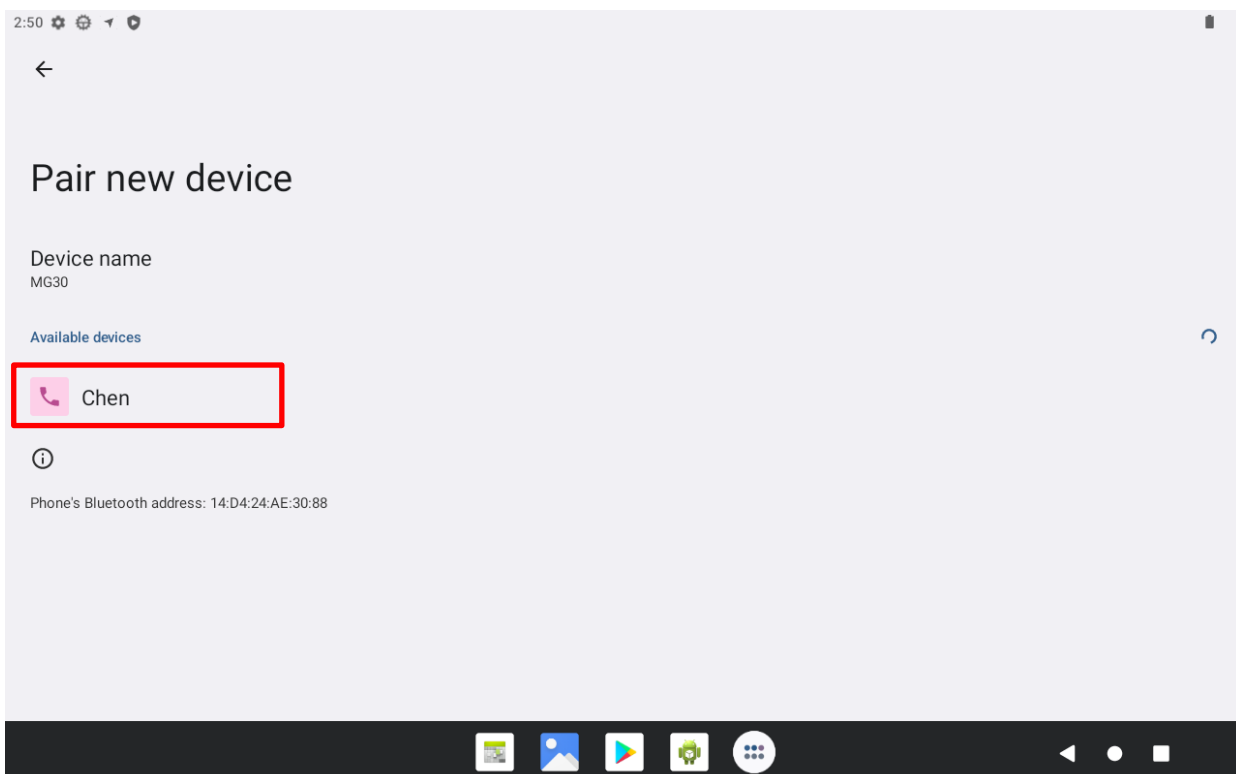 2:50
Pair new device
Device name
MG30
Available devices
Chen
Phone's Bluetooth address: 14:D4:24:AE:30:88